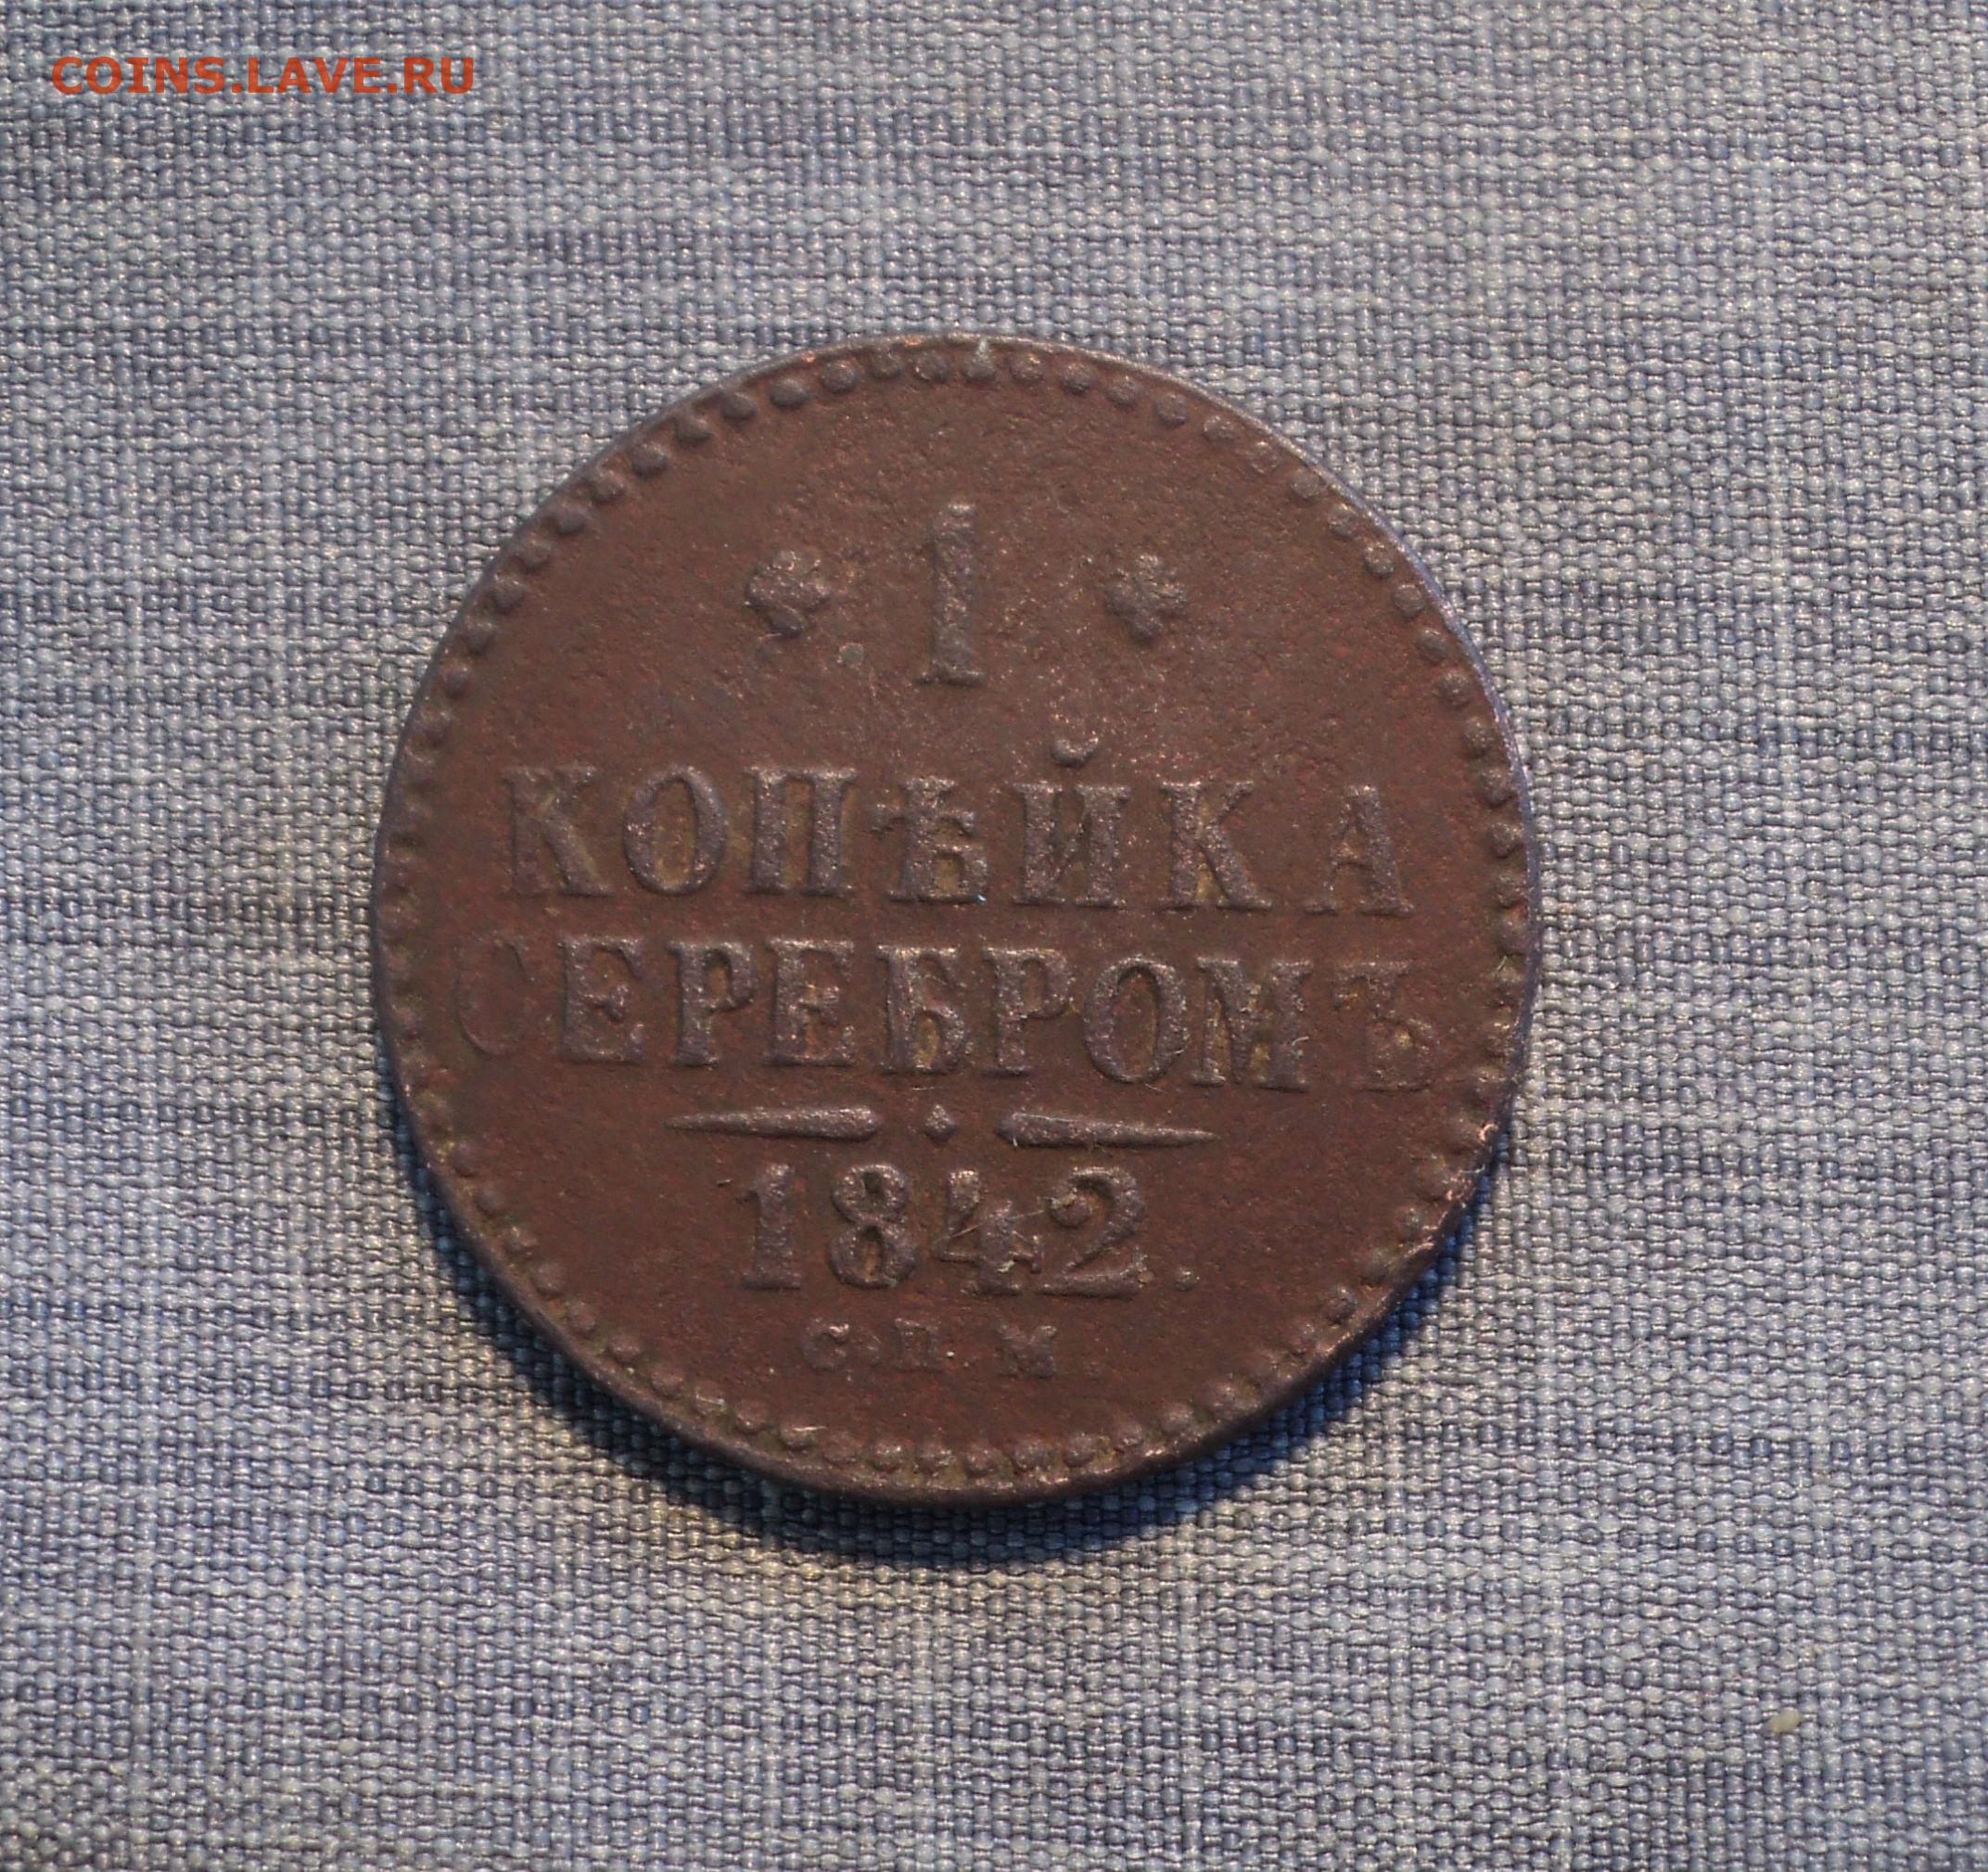 COINS.LAVE.RU
1
КОПѢЙКА
СЕРЕБРОМЪ
1842.
С.П.М.